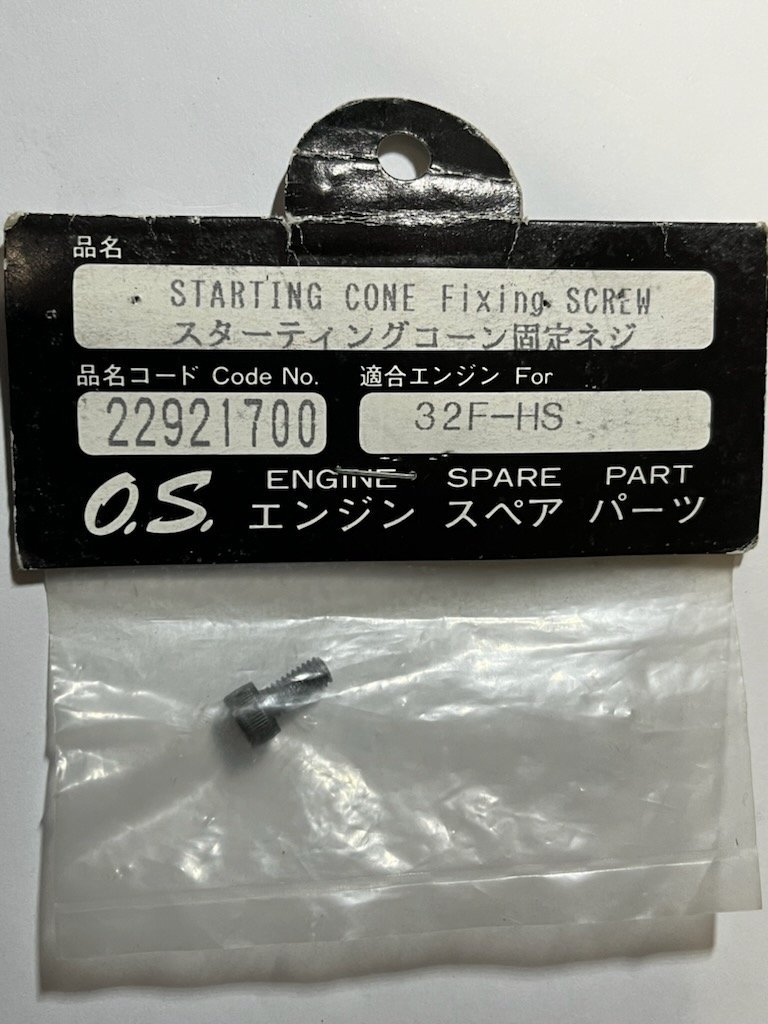 品名
STARTING CONE Fixing SCREW
スターティングコーン固定ネジ
品名コード Code No. 適合エンジン For
22921700 32F-HS
O.S. ENGINE SPARE PART
エンジン スペア パーツ